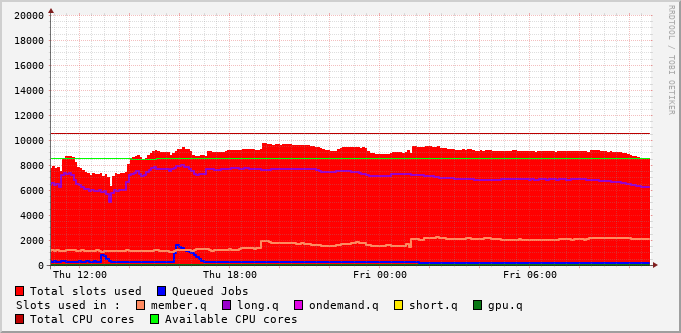 RRDTOOL / TOBI OETIKER
20000
18000
16000
14000
12000
10000
8000
6000
4000
2000
0
Thu 12:00 Thu 18:00 Fri 00:00 Fri 06:00
Total slots used Queued Jobs
Slots used in : member.q long.q ondemand.q short.q gpu.q
Total CPU cores Available CPU cores